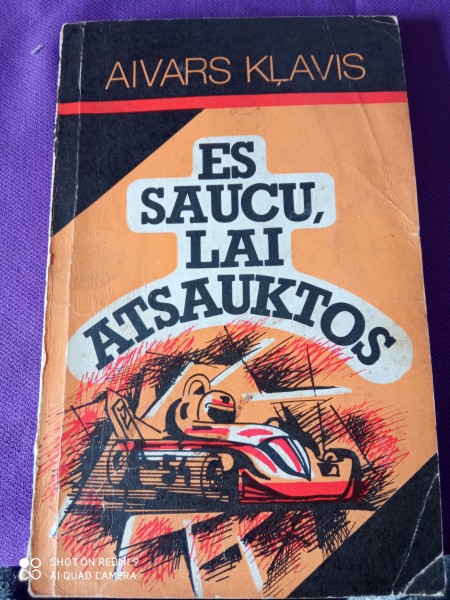 AIVARS KĻAVIS
ES
SAUCU,
LAI
ATSAUKTOS
SHOT ON REDMI 9
AI QUAD CAMERA